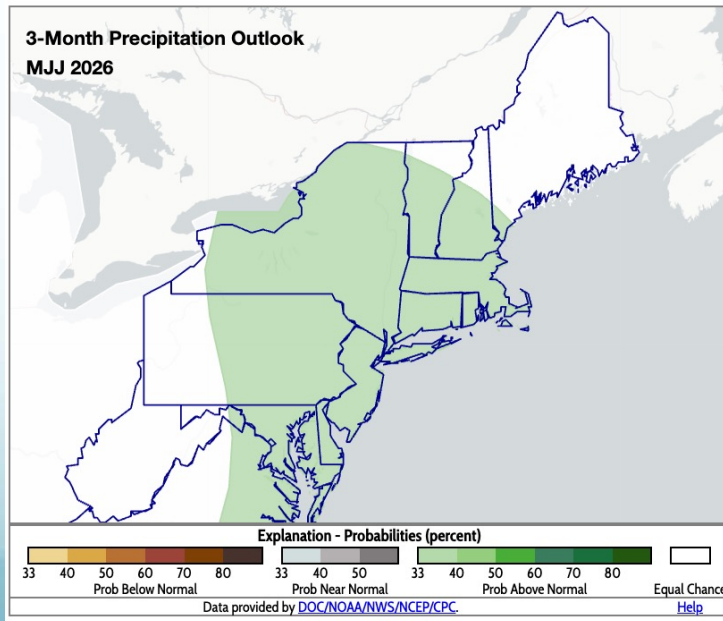 3-Month Precipitation Outlook
MJJ 2026
Explanation - Probabilities (percent)
33 40 50 60 70 80 33 40 50 33 40 50 60 70 80
Prob Below Normal Prob Near Normal Prob Above Normal Equal Chance
Data provided by DOC/NOAA/NWS/NCEP/CPC. Help